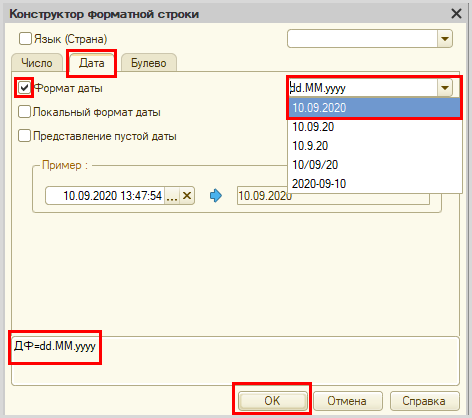 Конструктор форматной строки
Язык (Страна)
Число Дата Булево
Формат даты
dd.MM.yyyy
10.09.2020
Локальный формат даты
10.09.20
Представление пустой даты
10.9.20
10/09/20
Пример :
2020-09-10
10.09.2020 13:47:54 ...
10.09.2020
ДФ=dd.MM.yyyy
OK Отмена Справка